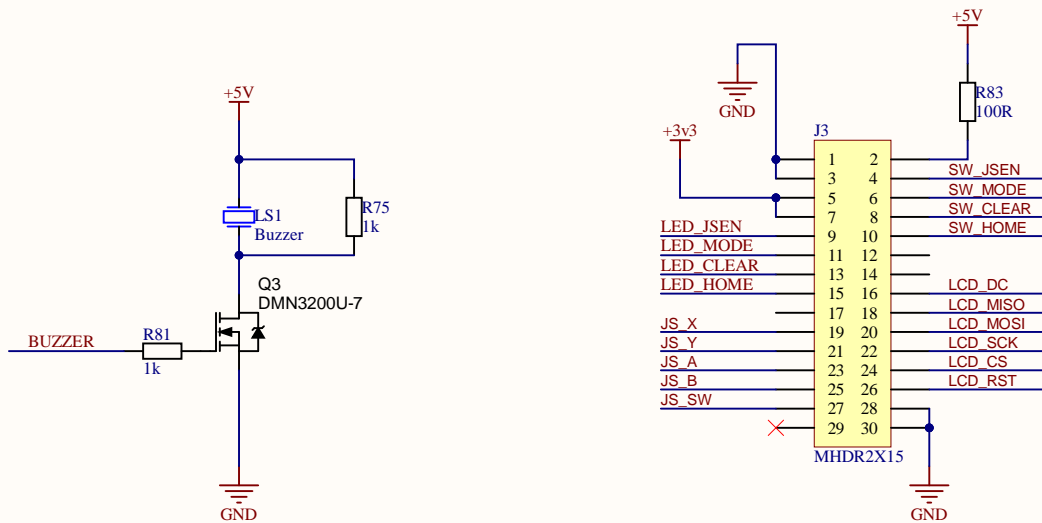 +5V
LS1
Buzzer
R75
1k
Q3
DMN3200U-7
BUZZER
R81
1k
GND
+5V
R83
100R
GND
+3v3
J3
1 2 SW_JSEN
3 4 SW_MODE
5 6 SW_CLEAR
7 8 SW_HOME
LED_JSEN 9 10
LED_MODE 11 12
LED_CLEAR 13 14
LED_HOME 15 16 LCD_DC
17 18 LCD_MISO
JS_X 19 20 LCD_MOSI
JS_Y 21 22 LCD_SCK
JS_A 23 24 LCD_CS
JS_B 25 26 LCD_RST
JS_SW 27 28
29 30
MHDR2X15
GND